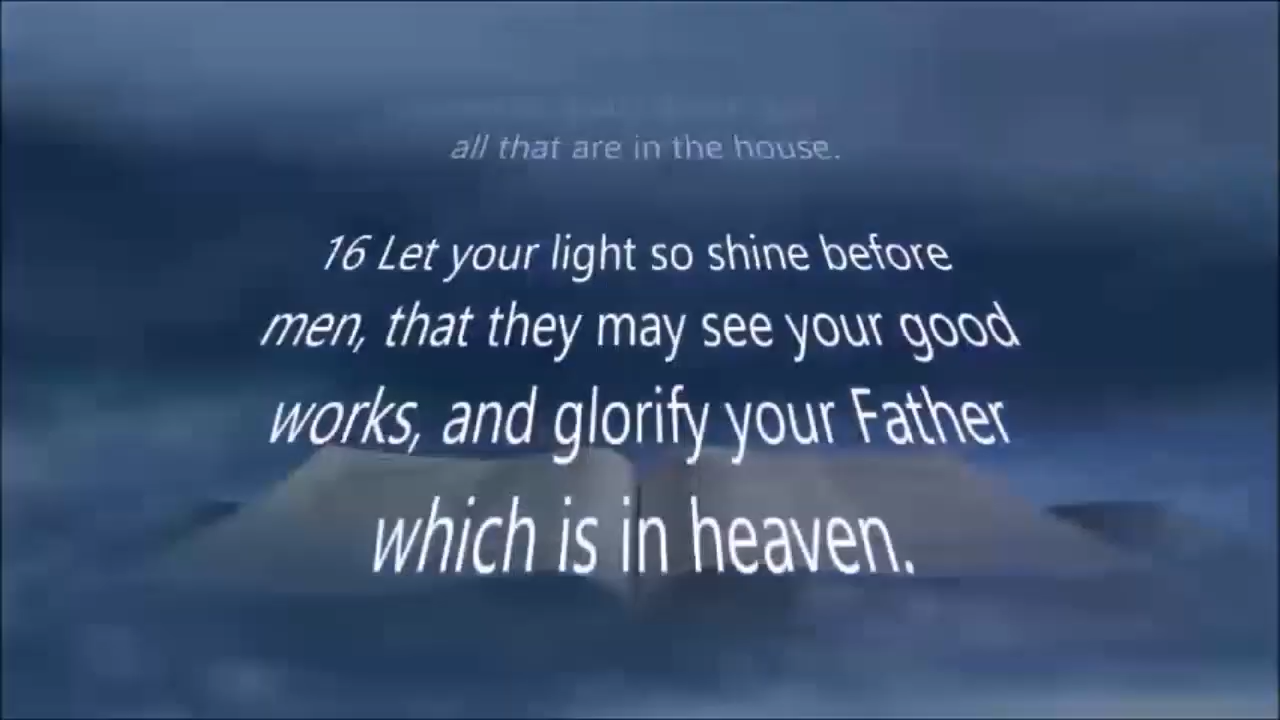 all that are in the house.
16 Let your light so shine before
men, that they may see your good
works, and glorify your Father
which is in heaven.